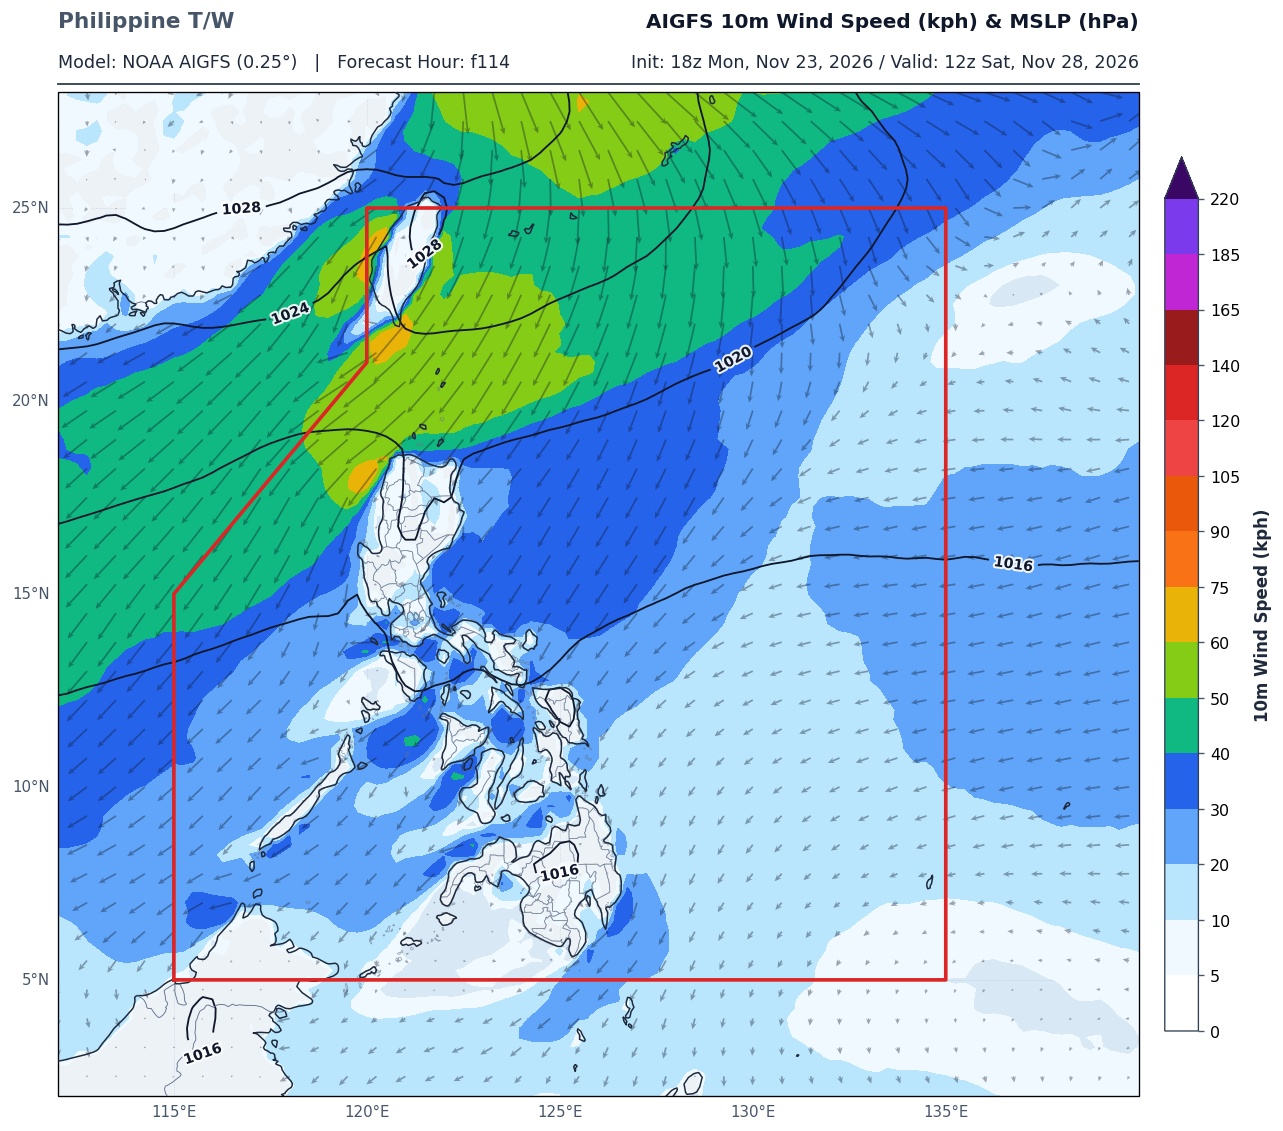 Philippine T/W
AIGFS 10m Wind Speed (kph) & MSLP (hPa)
Model: NOAA AIGFS (0.25°) | Forecast Hour: f114
Init: 18z Mon, Nov 23, 2026 / Valid: 12z Sat, Nov 28, 2026
25°N
20°N
15°N
10°N
5°N
115°E
120°E
125°E
130°E
135°E
1028
1028
1024
1020
1016
1016
1016
220
185
165
140
120
105
90
75
60
50
40
30
20
10
5
0
10m Wind Speed (kph)